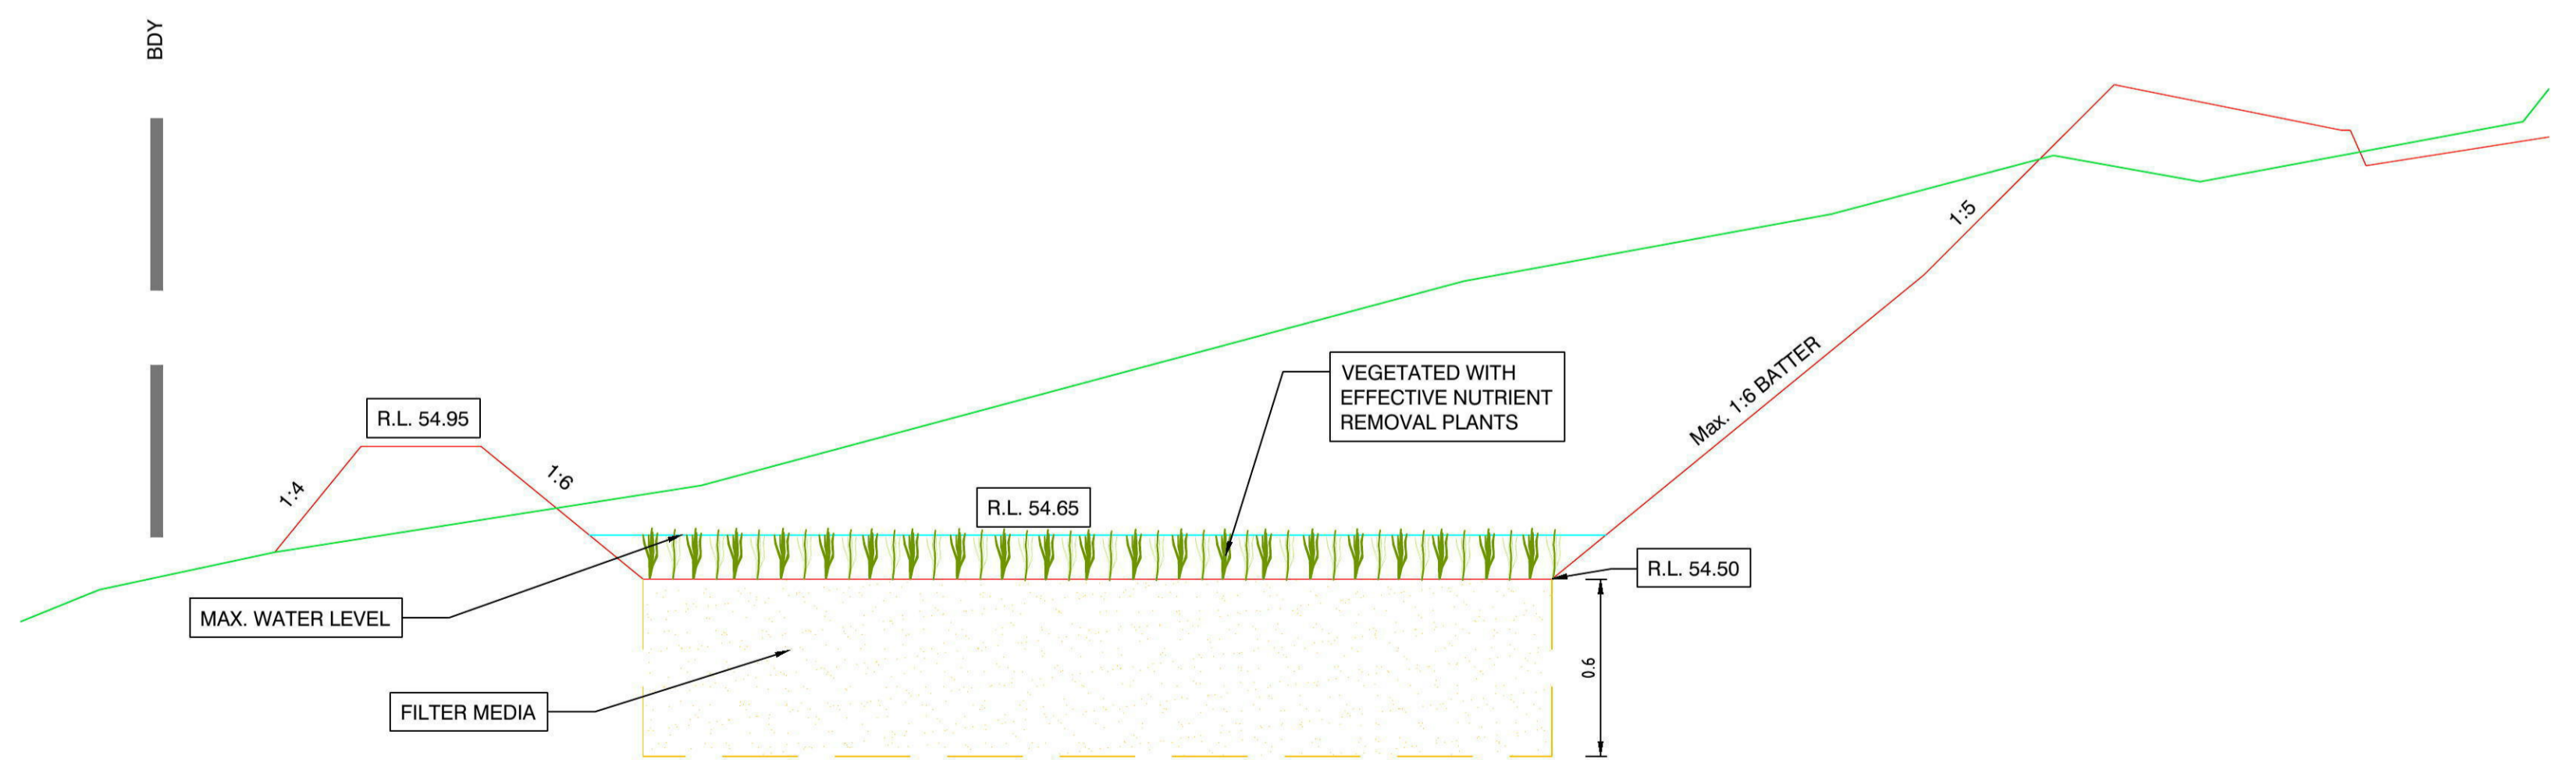 BDY
1:5
Max. 1:6 BATTER
VEGETATED WITH
EFFECTIVE NUTRIENT
REMOVAL PLANTS
R.L. 54.95
1:4
1:6
R.L. 54.65
R.L. 54.50
MAX. WATER LEVEL
0.6
FILTER MEDIA